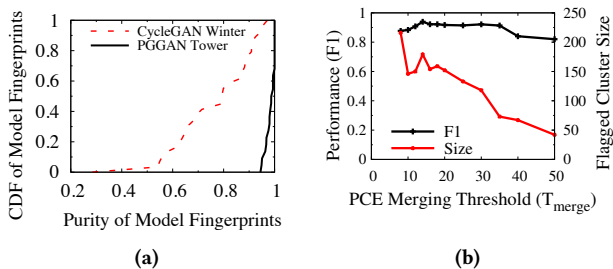 CDF of Model Fingerprints
1
0.8
0.6
0.4
0.2
0
CycleGAN Winter
PGGAN Tower
0.2 0.4 0.6 0.8 1
Purity of Model Fingerprints
(a)
Performance (F1)
1
0.8
0.6
0.4
0.2
0
F1
Size
250
200
150
100
50
0
Flagged Cluster Size
0 10 20 30 40 50
PCE Merging Threshold (Tmerge)
(b)